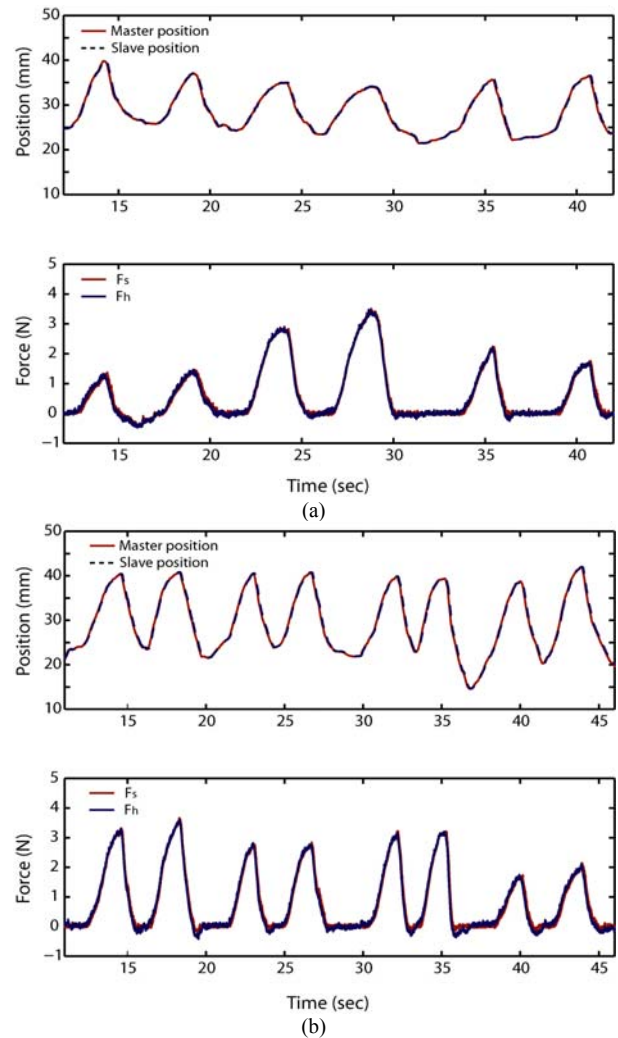 50
40
30
20
10
Position (mm)
Master position
Slave position
15 20 25 30 35 40
5
4
3
2
1
0
−1
Force (N)
Fs
Fh
15 20 25 30 35 40
Time (sec)
(a)
50
40
30
20
10
Position (mm)
Master position
Slave position
15 20 25 30 35 40 45
5
4
3
2
1
0
−1
Force (N)
Fs
Fh
15 20 25 30 35 40 45
Time (sec)
(b)